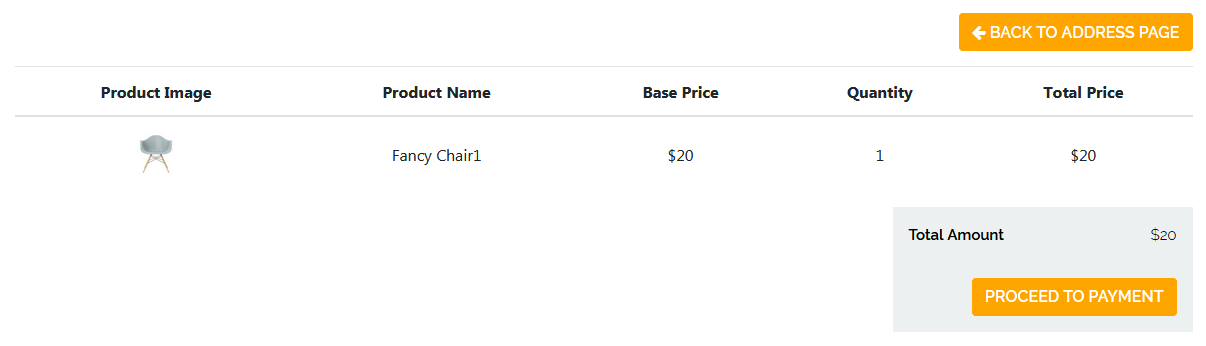 BACK TO ADDRESS PAGE
Product Image Product Name Base Price Quantity Total Price
Fancy Chair1 $20 1 $20
Total Amount $20
PROCEED TO PAYMENT